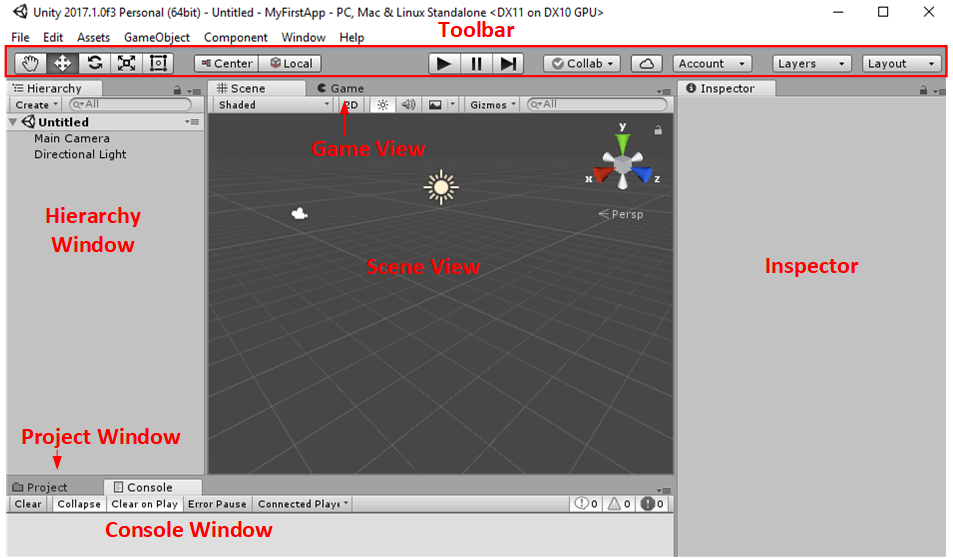 Unity 2017.1.0f3 Personal (64bit) - Untitled - MyFirstApp - PC, Mac & Linux Standalone <DX11 on DX10 GPU>
File Edit Assets GameObject Component Window Help
Toolbar
Center Local Collab Account Layers Layout
Hierarchy Scene Game Inspector
Create All Shaded 2D Gizmos All
Untitled
Main Camera
Directional Light
Game View
y
x z
Persp
Hierarchy
Window
Scene View
Inspector
Project Window
Project Console
Clear Collapse Clear on Play Error Pause Connected Playe 0 0 0
Console Window